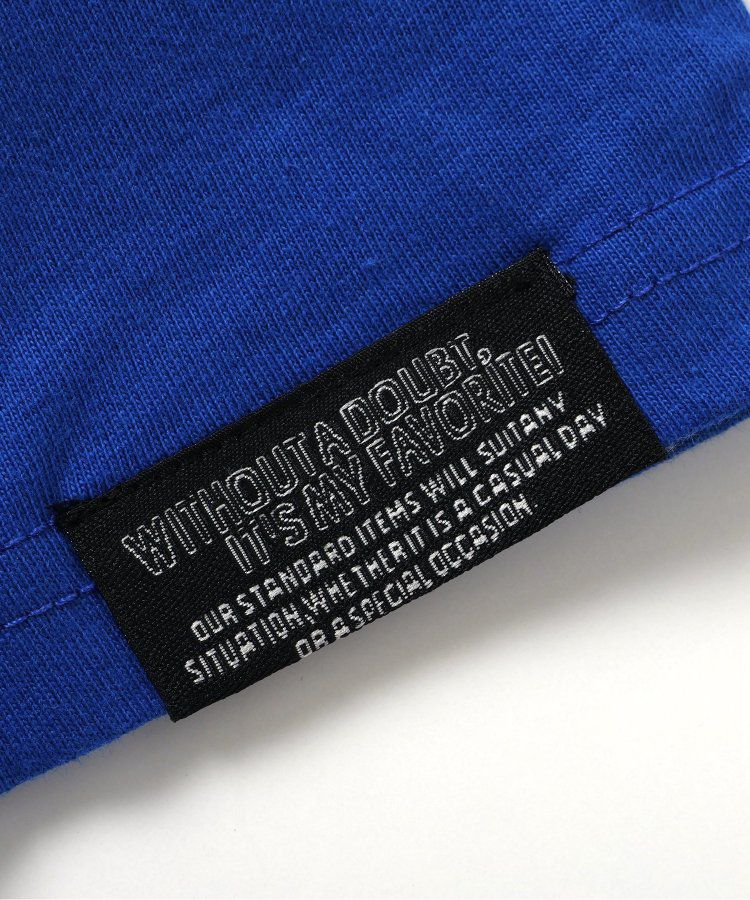 WITHOUT A DOUBT,
IT'S MY FAVORITE!
OUR STANDARD ITEMS WILL SUIT ANY
SITUATION, WHETHER IT IS A CASUAL DAY
OR A SPECIAL OCCASION